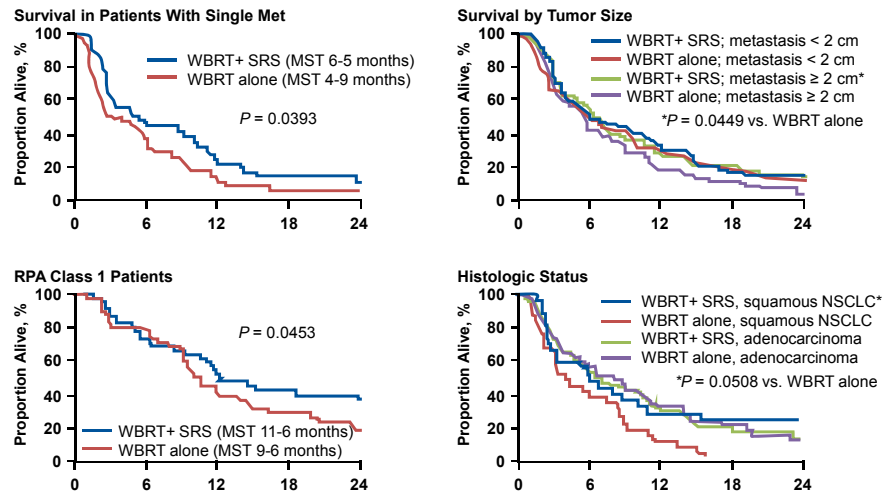 Survival in Patients With Single Met
Proportion Alive, %
100
80
60
40
20
0
0 6 12 18 24
WBRT+ SRS (MST 6-5 months)
WBRT alone (MST 4-9 months)
P = 0.0393
Survival by Tumor Size
Proportion Alive, %
100
80
60
40
20
0
0 6 12 18 24
WBRT+ SRS; metastasis < 2 cm
WBRT alone; metastasis < 2 cm
WBRT+ SRS; metastasis ≥ 2 cm*
WBRT alone; metastasis ≥ 2 cm
*P = 0.0449 vs. WBRT alone
RPA Class 1 Patients
Proportion Alive, %
100
80
60
40
20
0
0 6 12 18 24
P = 0.0453
WBRT+ SRS (MST 11-6 months)
WBRT alone (MST 9-6 months)
Histologic Status
Proportion Alive, %
100
80
60
40
20
0
0 6 12 18 24
WBRT+ SRS, squamous NSCLC*
WBRT alone, squamous NSCLC
WBRT+ SRS, adenocarcinoma
WBRT alone, adenocarcinoma
*P = 0.0508 vs. WBRT alone